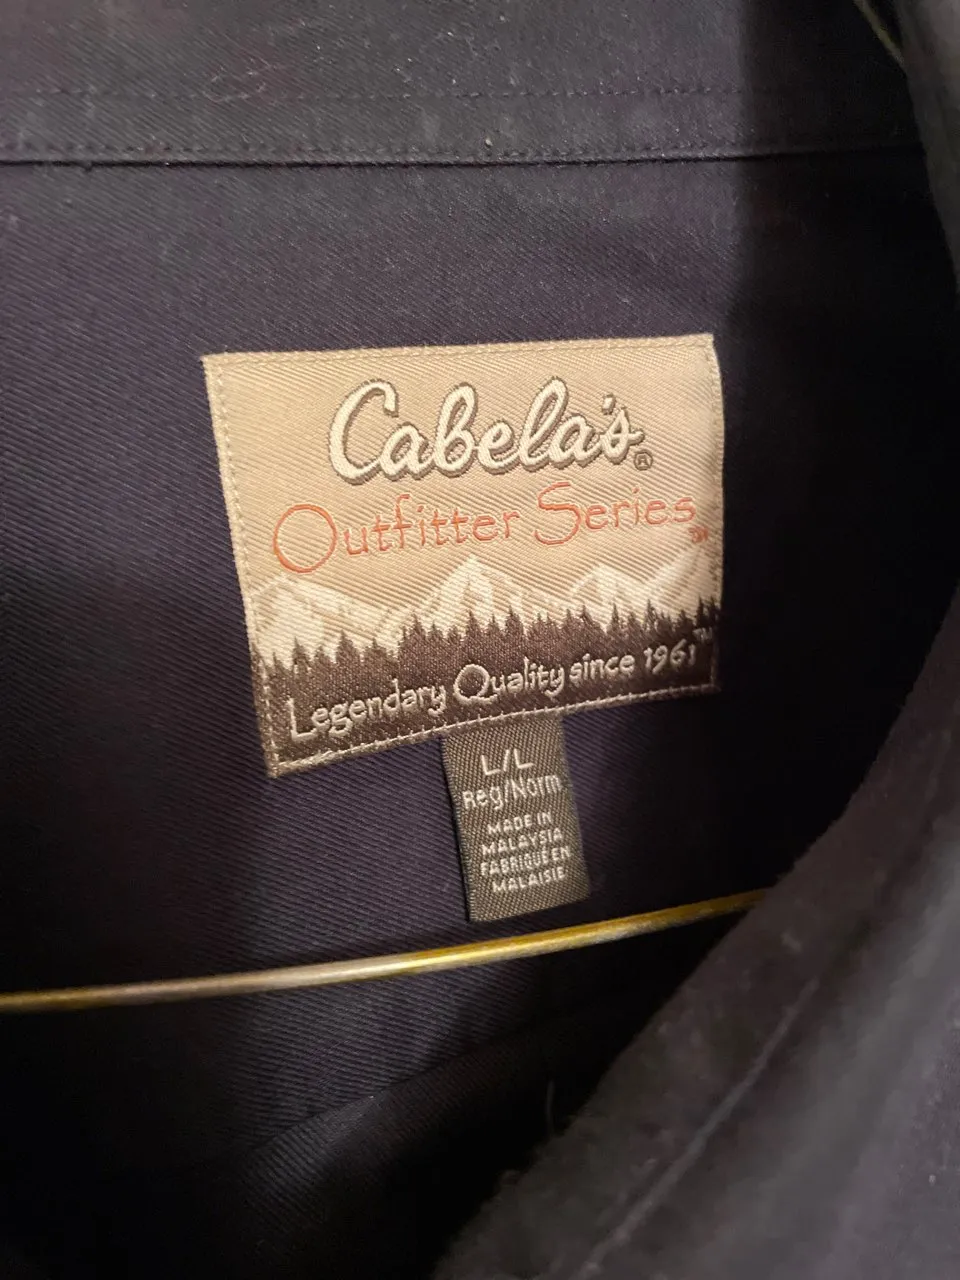 Cabela's®
Outfitter Series™
Legendary Quality since 1961™
L/L
Reg/Norm
MADE IN
MALAYSIA
FABRIQUÉ EN
MALAISIE